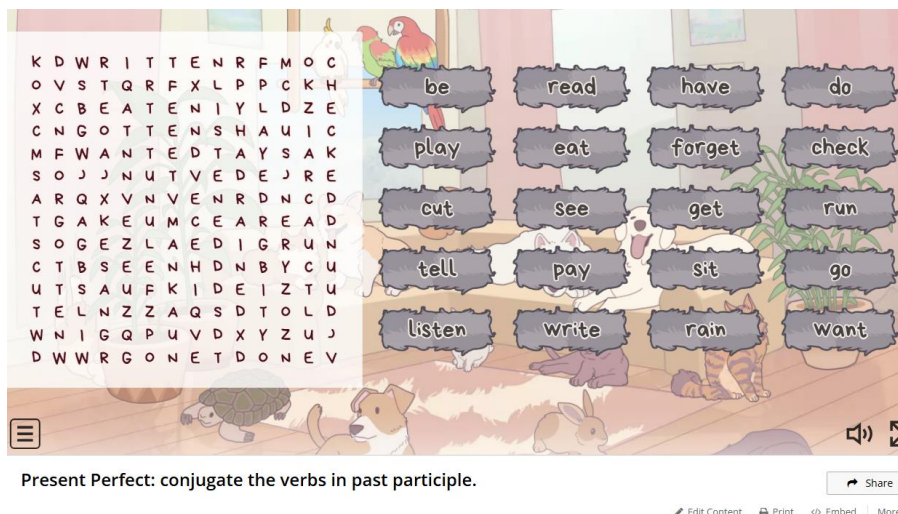 K D W R I T T E N R F M O C
O V S T Q R F X L P P C K H
X C B E A T E N I Y L D Z E
C N G O T T E N S H A U I C
M F W A N T E D T A Y S A K
S O J J N U T V E D E J R E
A R Q X V N V E N R D N C D
T G A K E U M C E A R E A D
S O G E Z L A E D I G R U N
C T B S E E N H D N B Y C U
U T S A U F K I D E I Z T U
T E L N Z Z A Q S D T O L D
W N I G Q P U V D X Y Z U J
D W W R G O N E T D O N E V
be read have do
play eat forget check
cut see get run
tell pay sit go
listen write rain want
Present Perfect: conjugate the verbs in past participle.
Share
Edit Content Print Embed More